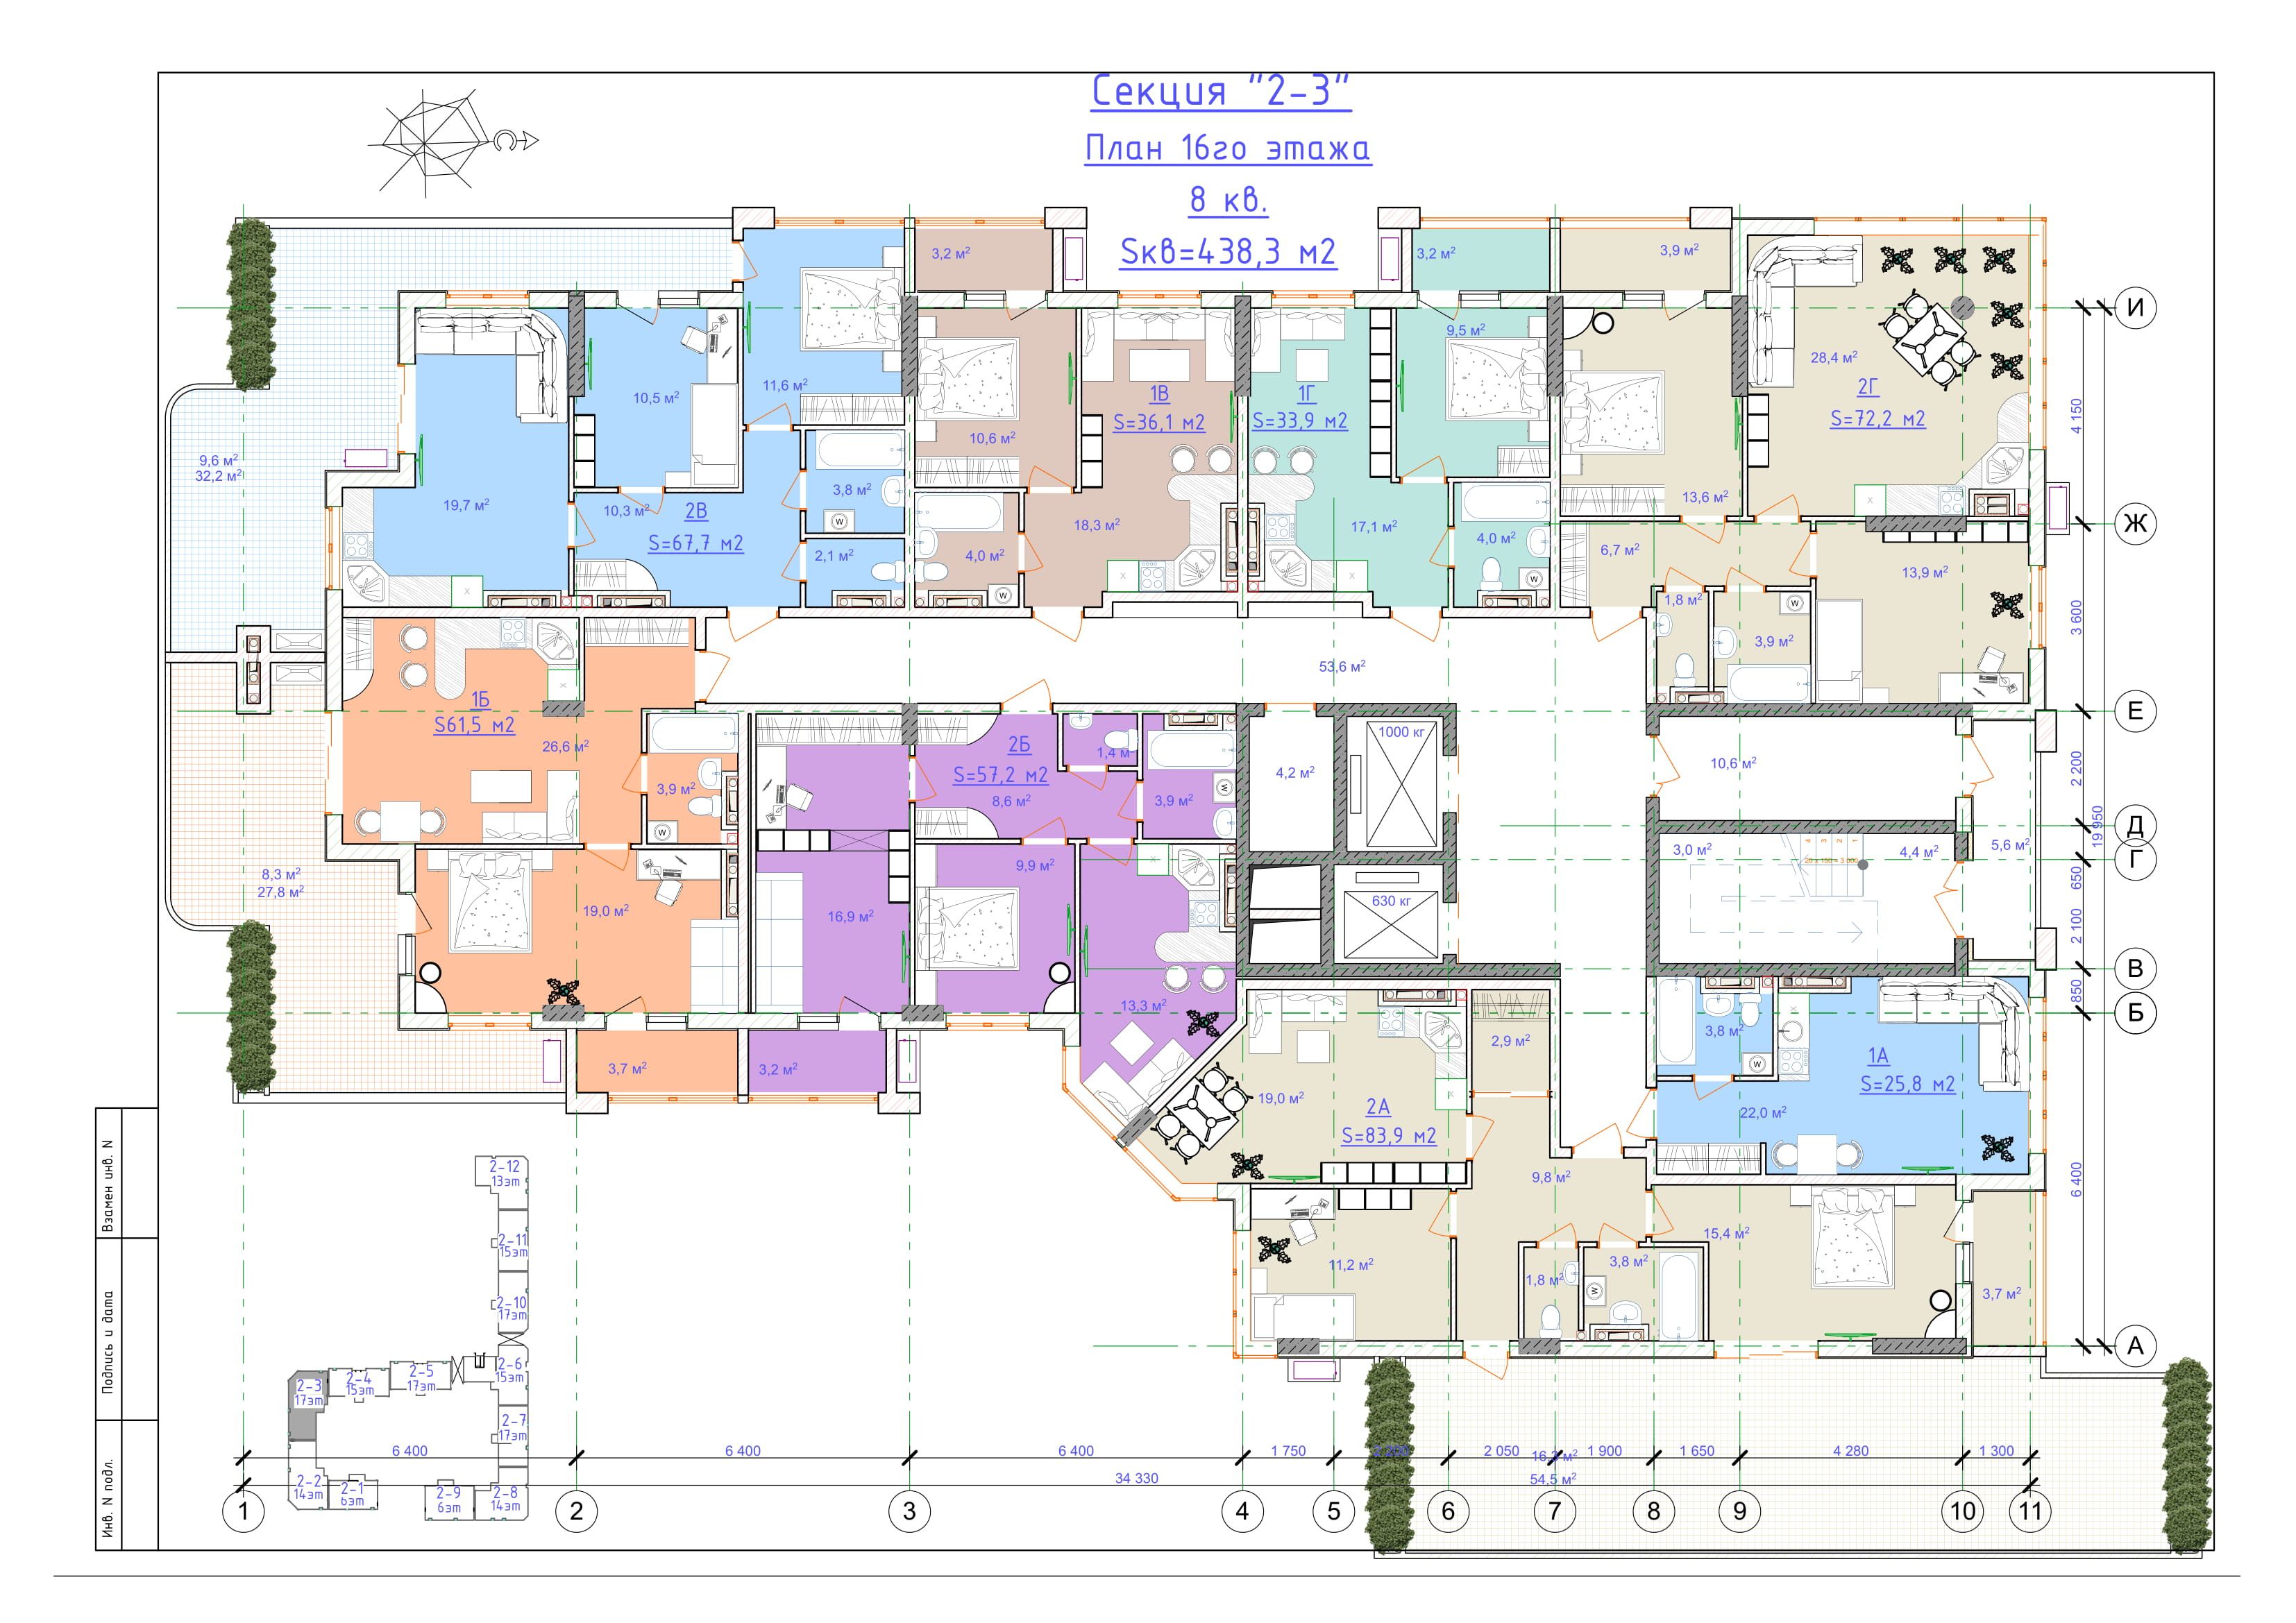 Секция "2-3"
План 16го этажа
8 кв.
Sкв=438,3 м2
3,2 м²
3,2 м²
3,9 м²
9,5 м²
28,4 м²
2Г
S=72,2 м2
11,6 м²
10,5 м²
1В
S=36,1 м2
1Г
S=33,9 м2
10,6 м²
9,6 м²
32,2 м²
19,7 м²
10,3 м²
2В
S=67,7 м2
3,8 м²
W
2,1 м²
18,3 м²
4,0 м²
W
17,1 м²
4,0 м²
W
13,6 м²
6,7 м²
13,9 м²
1,8 м²
W
3,9 м²
X
X
X
X
И
Ж
Е
Д
Г
В
Б
А
4 150
3 600
2 200
19 950
650
2 100
850
6 400
53,6 м²
1Б
S61,5 м2
26,6 м²
X
3,9 м²
W
2Б
S=57,2 м2
8,6 м²
1,4 м²
3,9 м²
W
4,2 м²
1000 кг
630 кг
10,6 м²
3,0 м²
4 3 2 1
4,4 м²
5,6 м²
8,3 м²
27,8 м²
19,0 м²
16,9 м²
9,9 м²
X
13,3 м²
3,7 м²
3,2 м²
2,9 м²
19,0 м²
X
2А
S=83,9 м2
3,8 м²
W
X
1А
S=25,8 м2
22,0 м²
9,8 м²
11,2 м²
1,8 м²
3,8 м²
W
15,4 м²
3,7 м²
Взамен инв. N
Подпись и дата
Инв. N подл.
2-12
13эт
2-11
15эт
2-10
17эт
2-6
15эт
2-5
17эт
2-4
15эт
2-3
17эт
2-7
17эт
2-2
14эт
2-1
6эт
2-9
6эт
2-8
14эт
6 400
6 400
6 400
1 750
2 050
1 900
1 650
4 280
1 300
34 330
54,5 м²
1
2
3
4
5
6
7
8
9
10
11